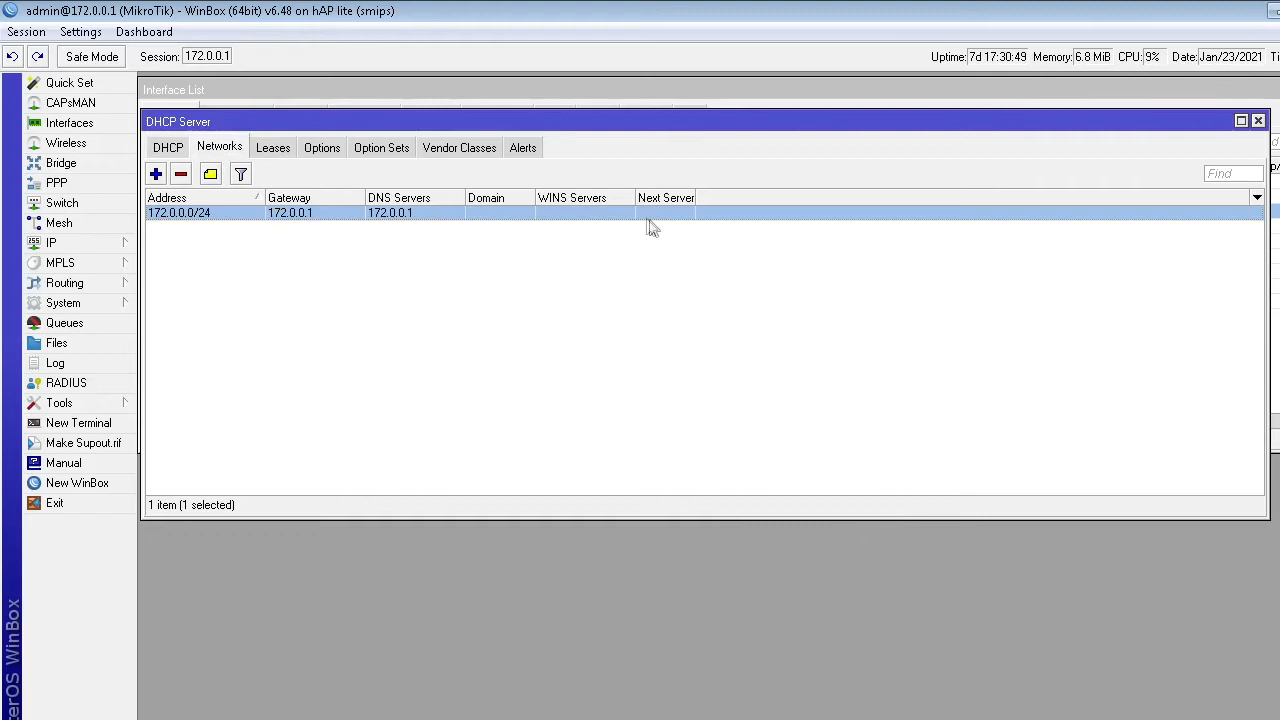 admin@172.0.0.1 (MikroTik) - WinBox (64bit) v6.48 on hAP lite (smips)
Session Settings Dashboard
Safe Mode Session: 172.0.0.1 Uptime: 7d 17:30:49 Memory: 6.8 MiB CPU: 9% Date: Jan/23/2021
Quick Set
CAPsMAN
Interfaces
Wireless
Bridge
PPP
Switch
Mesh
IP
MPLS
Routing
System
Queues
Files
Log
RADIUS
Tools
New Terminal
Make Supout.rif
Manual
New WinBox
Exit
Interface List
DHCP Server
DHCP Networks Leases Options Option Sets Vendor Classes Alerts
Find
Address Gateway DNS Servers Domain WINS Servers Next Server
172.0.0.0/24 172.0.0.1 172.0.0.1
1 item (1 selected)
WinBox